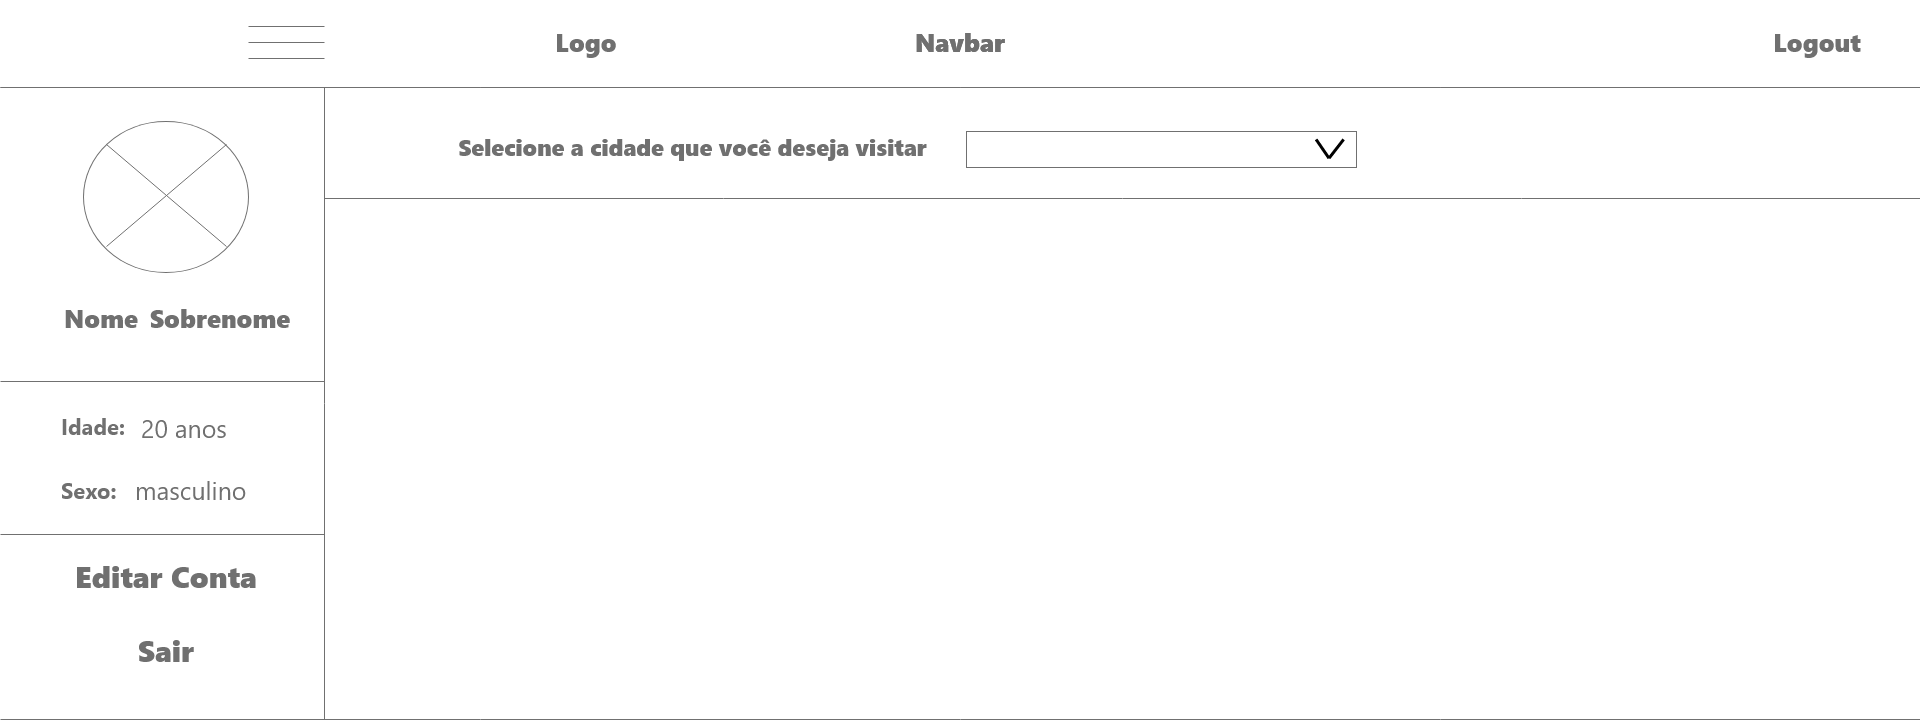 Logo
Navbar
Logout
Selecione a cidade que você deseja visitar
Nome Sobrenome
Idade: 20 anos
Sexo: masculino
Editar Conta
Sair